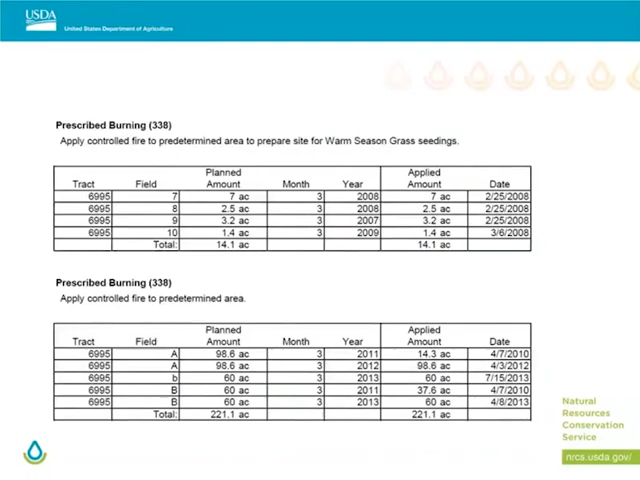 USDA
United States Department of Agriculture
Prescribed Burning (338)
Apply controlled fire to predetermined area to prepare site for Warm Season Grass seedings.
Tract Field Planned Amount Month Year Applied Amount Date
6995 7 7 ac 3 2008 7 ac 2/25/2008
6995 8 2.5 ac 3 2008 2.5 ac 2/25/2008
6995 9 3.2 ac 3 2007 3.2 ac 2/25/2008
6995 10 1.4 ac 3 2009 1.4 ac 3/6/2008
Total: 14.1 ac 14.1 ac
Prescribed Burning (338)
Apply controlled fire to predetermined area.
Tract Field Planned Amount Month Year Applied Amount Date
6995 A 98.6 ac 3 2011 14.3 ac 4/7/2010
6995 A 98.6 ac 3 2012 98.6 ac 4/3/2012
6995 b 60 ac 3 2013 60 ac 7/15/2013
6995 B 60 ac 3 2011 37.6 ac 4/7/2010
6995 B 60 ac 3 2013 60 ac 4/8/2013
Total: 221.1 ac 221.1 ac
Natural
Resources
Conservation
Service
nrcs.usda.gov/